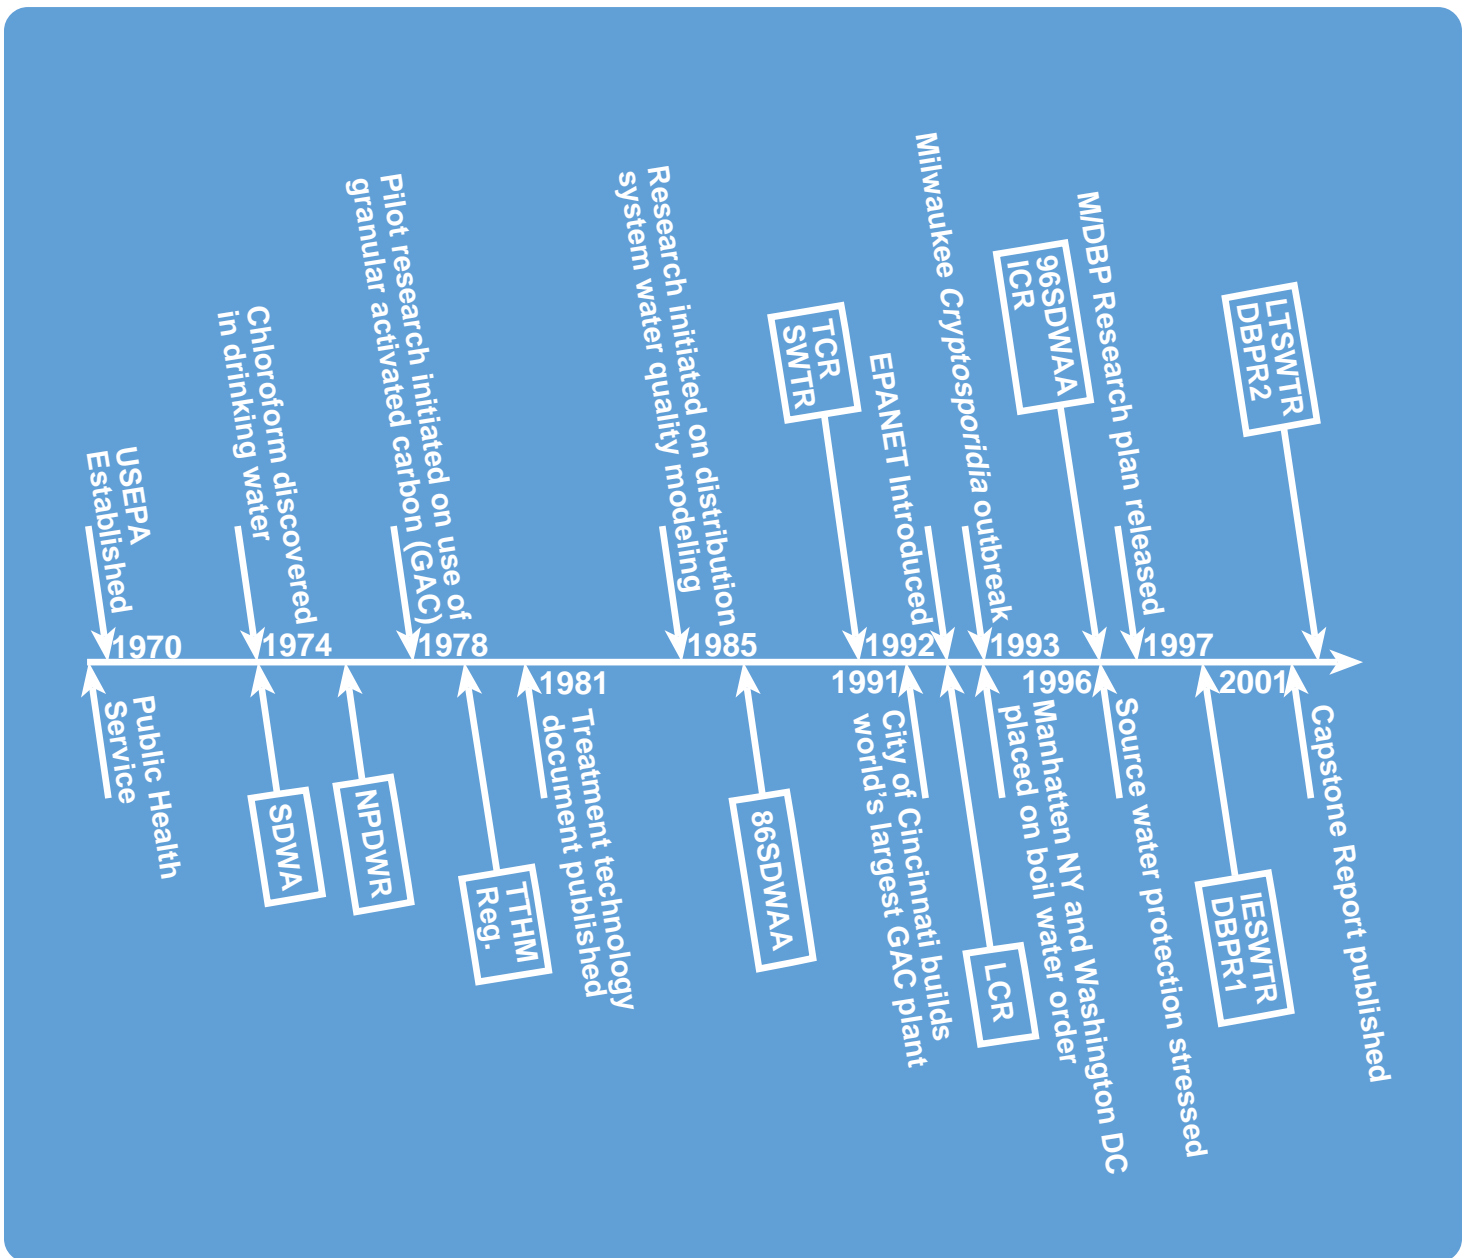 USEPA
Established
1970
Chloroform discovered
in drinking water
1974
Pilot research initiated on use of
granular activated carbon (GAC)
1978
Research initiated on distribution
system water quality modeling
1985
TCR
SWTR
EPANET Introduced
1992
Milwaukee Cryptosporidia outbreak
1993
96SDWAA
ICR
M/DBP Research plan released
1997
LTSWTR
DBPR2
Public Health
Service
SDWA
NPDWR
TTHM
Reg.
1981
Treatment technology
document published
86SDWAA
1991
City of Cincinnati builds
world's largest GAC plant
LCR
Manhatten NY and Washington DC
placed on boil water order
1996
Source water protection stressed
IESWTR
DBPR1
2001
Capstone Report published